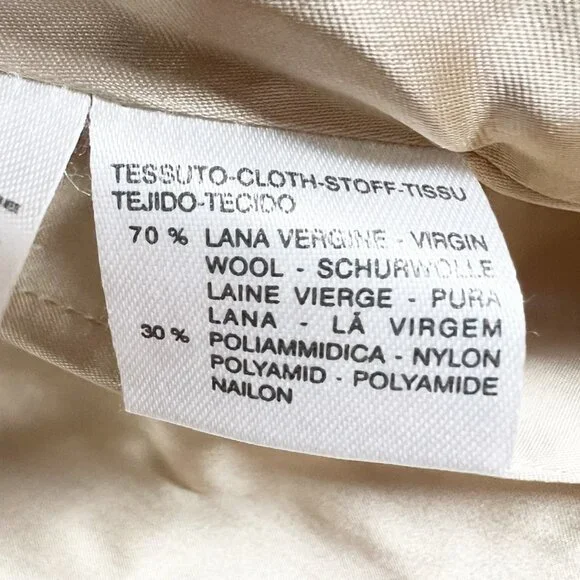 TESSUTO-CLOTH-STOFF-TISSU
TEJIDO-TECIDO
70 % LANA VERGINE - VIRGIN
WOOL - SCHURWOLLE
LAINE VIERGE - PURA
LANA - LÃ VIRGEM
30 % POLIAMMIDICA - NYLON
POLYAMID - POLYAMIDE
NAILON